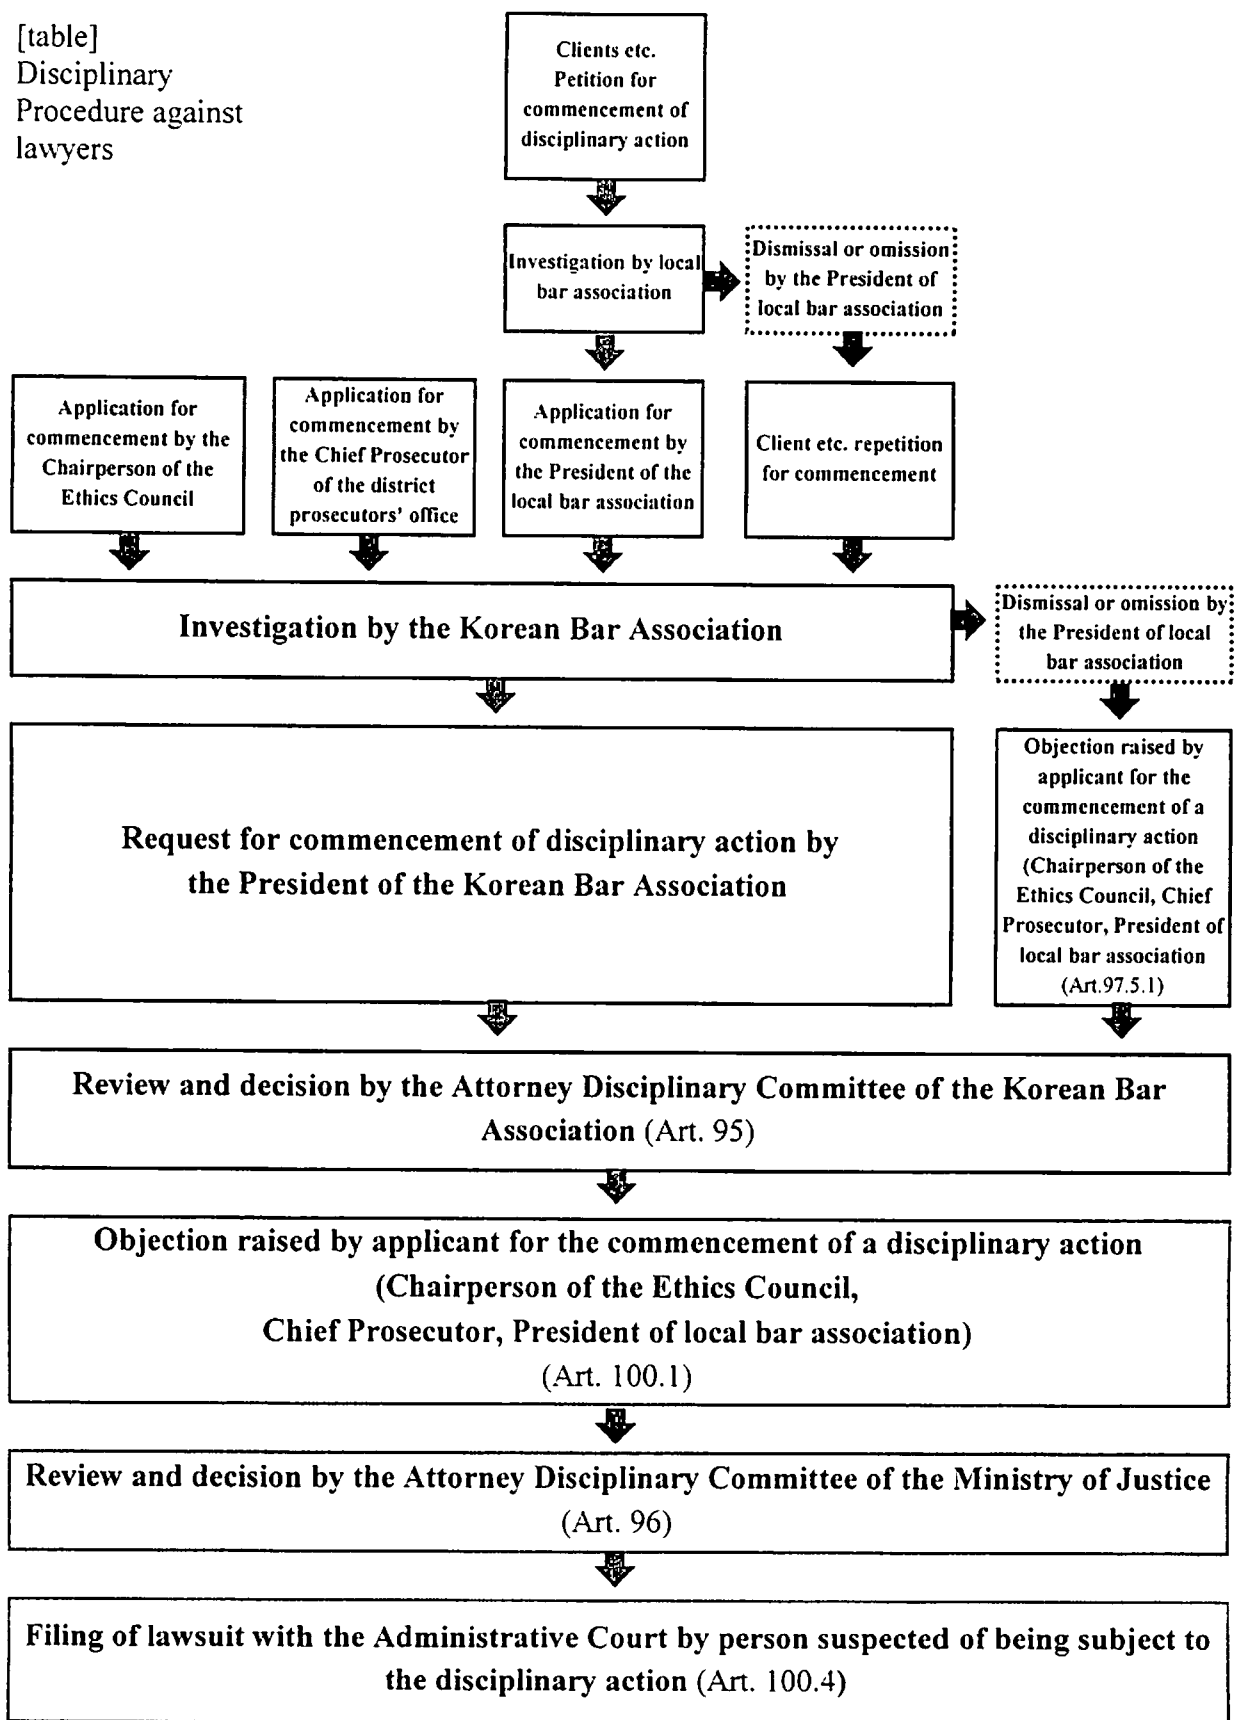 [table]
Disciplinary
Procedure against
lawyers
Clients etc.
Petition for
commencement of
disciplinary action
Investigation by local
bar association
Dismissal or omission
by the President of
local bar association
Application for
commencement by the
Chairperson of the
Ethics Council
Application for
commencement by
the Chief Prosecutor
of the district
prosecutors' office
Application for
commencement by
the President of the
local bar association
Client etc. repetition
for commencement
Investigation by the Korean Bar Association
Dismissal or omission by
the President of local
bar association
Request for commencement of disciplinary action by
the President of the Korean Bar Association
Objection raised by
applicant for the
commencement of a
disciplinary action
(Chairperson of the
Ethics Council, Chief
Prosecutor, President of
local bar association
(Art.97.5.1)
Review and decision by the Attorney Disciplinary Committee of the Korean Bar
Association (Art. 95)
Objection raised by applicant for the commencement of a disciplinary action
(Chairperson of the Ethics Council,
Chief Prosecutor, President of local bar association)
(Art. 100.1)
Review and decision by the Attorney Disciplinary Committee of the Ministry of Justice
(Art. 96)
Filing of lawsuit with the Administrative Court by person suspected of being subject to
the disciplinary action (Art. 100.4)